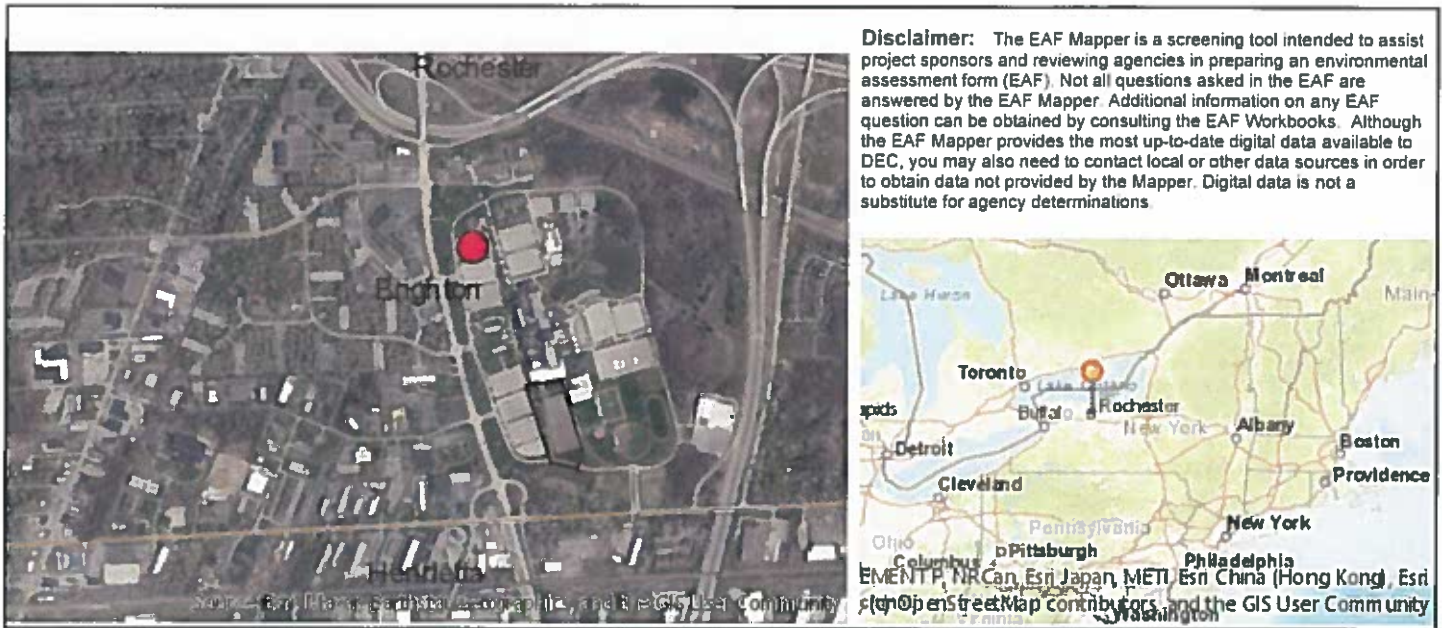 Rochester
Brighton
Henrietta
and the GIS User Community
Disclaimer: The EAF Mapper is a screening tool intended to assist
project sponsors and reviewing agencies in preparing an environmental
assessment form (EAF). Not all questions asked in the EAF are
answered by the EAF Mapper. Additional information on any EAF
question can be obtained by consulting the EAF Workbooks. Although
the EAF Mapper provides the most up-to-date digital data available to
DEC, you may also need to contact local or other data sources in order
to obtain data not provided by the Mapper. Digital data is not a
substitute for agency determinations.
Ottawa
Montreal
Lake Huron
Main
Toronto
Lake Ontario
Buffalo
Rochester
New York
Albany
apids
Detroit
Boston
Providence
Cleveland
New York
Pennsylvania
Ohio
Pittsburgh
Columbus
Philadelphia
EMENT P, NRCan, Esri Japan, METI, Esri China (Hong Kong), Esri
OpenStreetMap contributors, and the GIS User Community
Washington
Virginia